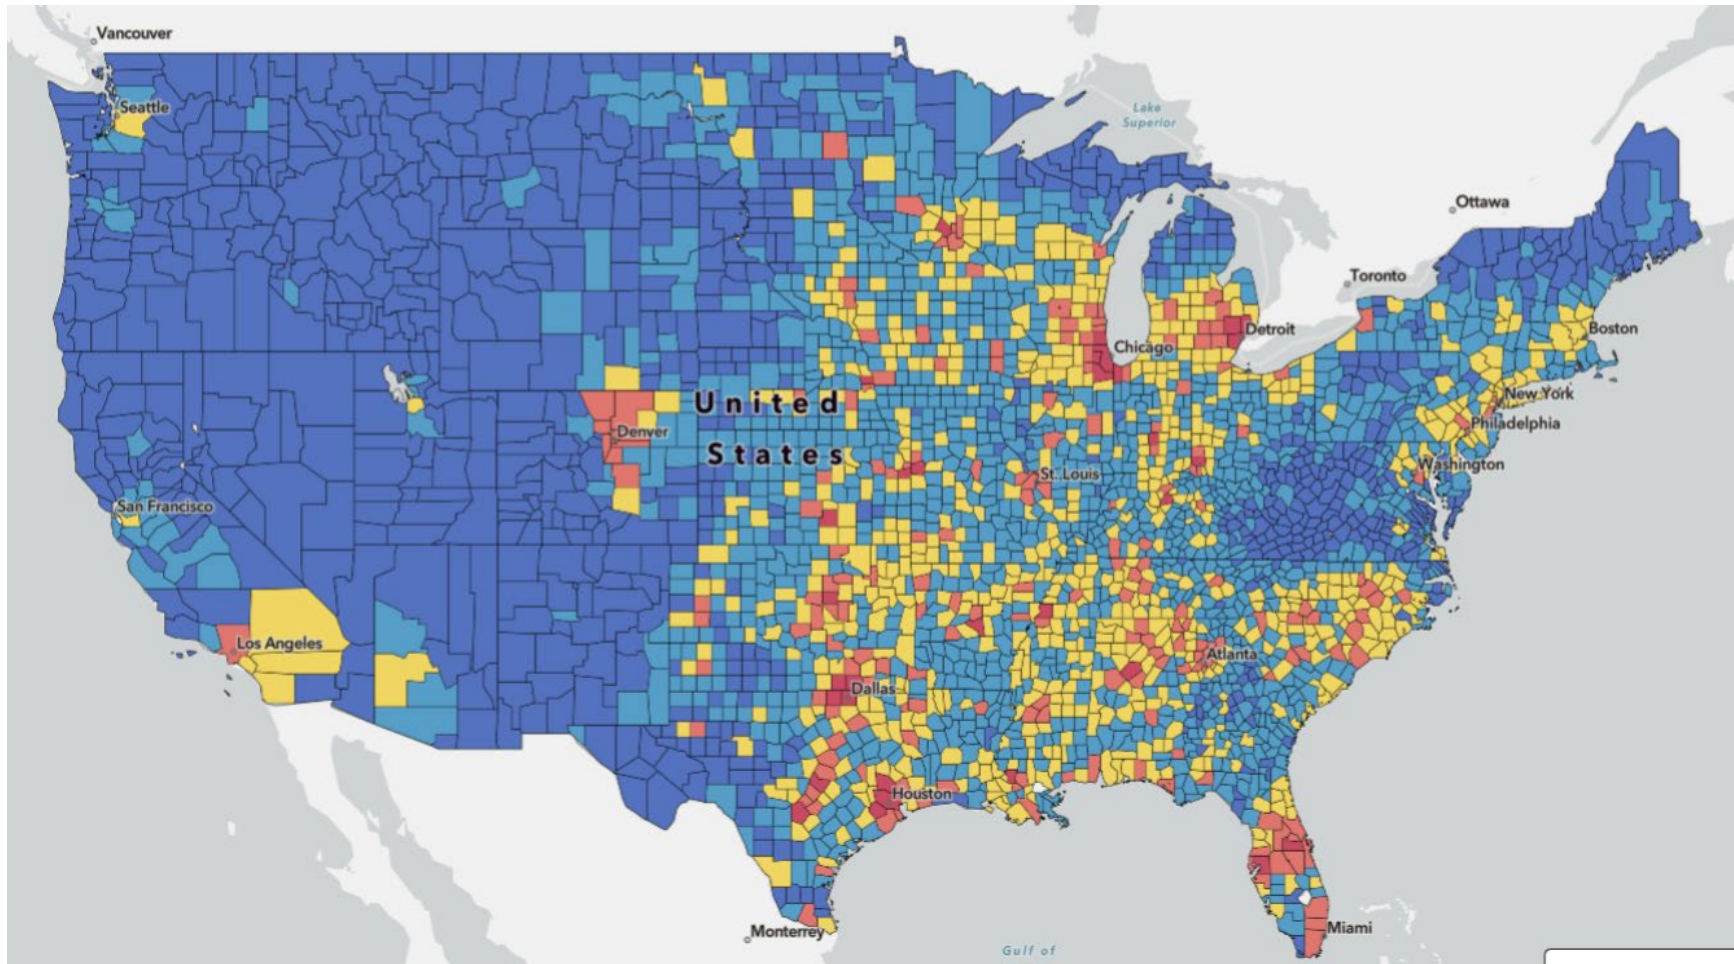 Vancouver
Seattle
Lake
Superior
Ottawa
Toronto
Boston
Detroit
Chicago
New York
United
Denver
Philadelphia
States
Washington
St. Louis
San Francisco
Los Angeles
Atlanta
Dallas
Houston
Miami
Monterrey
Gulf of